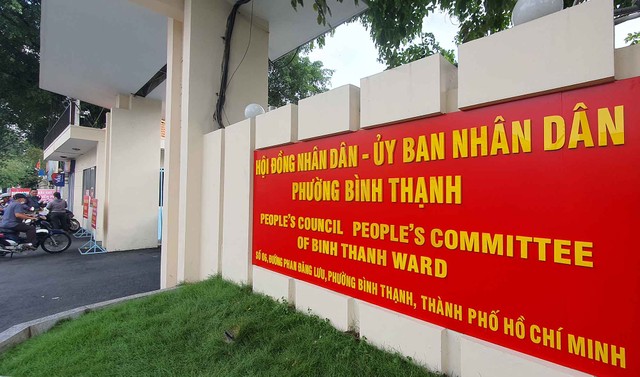 HỘI ĐỒNG NHÂN DÂN - ỦY BAN NHÂN DÂN
PHƯỜNG BÌNH THẠNH
PEOPLE'S COUNCIL PEOPLE'S COMMITTEE
OF BINH THANH WARD
SỐ 06, ĐƯỜNG PHAN ĐĂNG LƯU, PHƯỜNG BÌNH THẠNH, THÀNH PHỐ HỒ CHÍ MINH